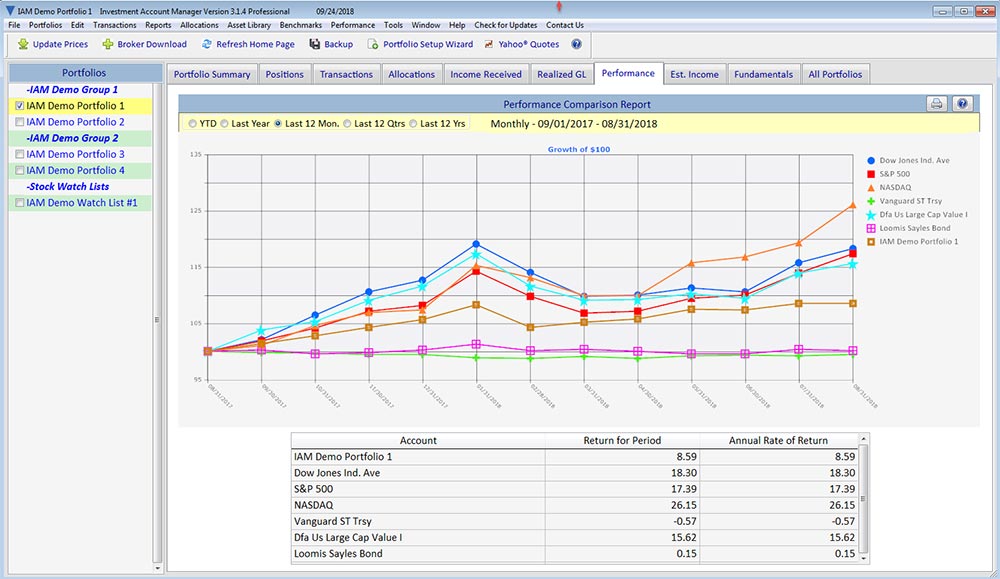 IAM Demo Portfolio 1 Investment Account Manager Version 3.1.4 Professional 09/24/2018
File Portfolios Edit Transactions Reports Allocations Asset Library Benchmarks Performance Tools Window Help Check for Updates Contact Us
Update Prices Broker Download Refresh Home Page Backup Portfolio Setup Wizard Yahoo® Quotes
Portfolios
-IAM Demo Group 1
IAM Demo Portfolio 1
IAM Demo Portfolio 2
-IAM Demo Group 2
IAM Demo Portfolio 3
IAM Demo Portfolio 4
-Stock Watch Lists
IAM Demo Watch List #1
Portfolio Summary Positions Transactions Allocations Income Received Realized GL Performance Est. Income Fundamentals All Portfolios
Performance Comparison Report
YTD Last Year Last 12 Mon. Last 12 Qtrs Last 12 Yrs Monthly - 09/01/2017 - 08/31/2018
Growth of $100
135
125
115
105
95
08/31/2017 09/30/2017 10/31/2017 11/30/2017 12/31/2017 01/31/2018 02/28/2018 03/31/2018 04/30/2018 05/31/2018 06/30/2018 07/31/2018 08/31/2018
Dow Jones Ind. Ave
S&P 500
NASDAQ
Vanguard ST Trsy
Dfa Us Large Cap Value I
Loomis Sayles Bond
IAM Demo Portfolio 1
Account Return for Period Annual Rate of Return
IAM Demo Portfolio 1 8.59 8.59
Dow Jones Ind. Ave 18.30 18.30
S&P 500 17.39 17.39
NASDAQ 26.15 26.15
Vanguard ST Trsy -0.57 -0.57
Dfa Us Large Cap Value I 15.62 15.62
Loomis Sayles Bond 0.15 0.15